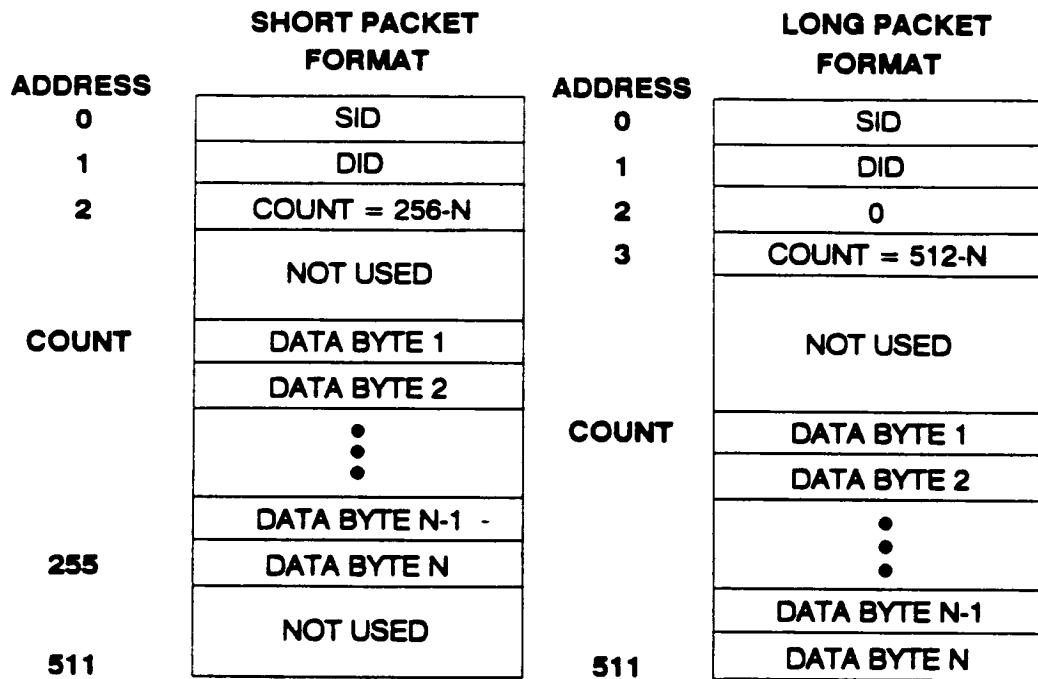 SHORT PACKET
FORMAT
ADDRESS
0 SID
1 DID
2 COUNT = 256-N
NOT USED
COUNT DATA BYTE 1
DATA BYTE 2
DATA BYTE N-1 -
255 DATA BYTE N
NOT USED
511
LONG PACKET
FORMAT
ADDRESS
0 SID
1 DID
2 0
3 COUNT = 512-N
NOT USED
COUNT DATA BYTE 1
DATA BYTE 2
DATA BYTE N-1
511 DATA BYTE N